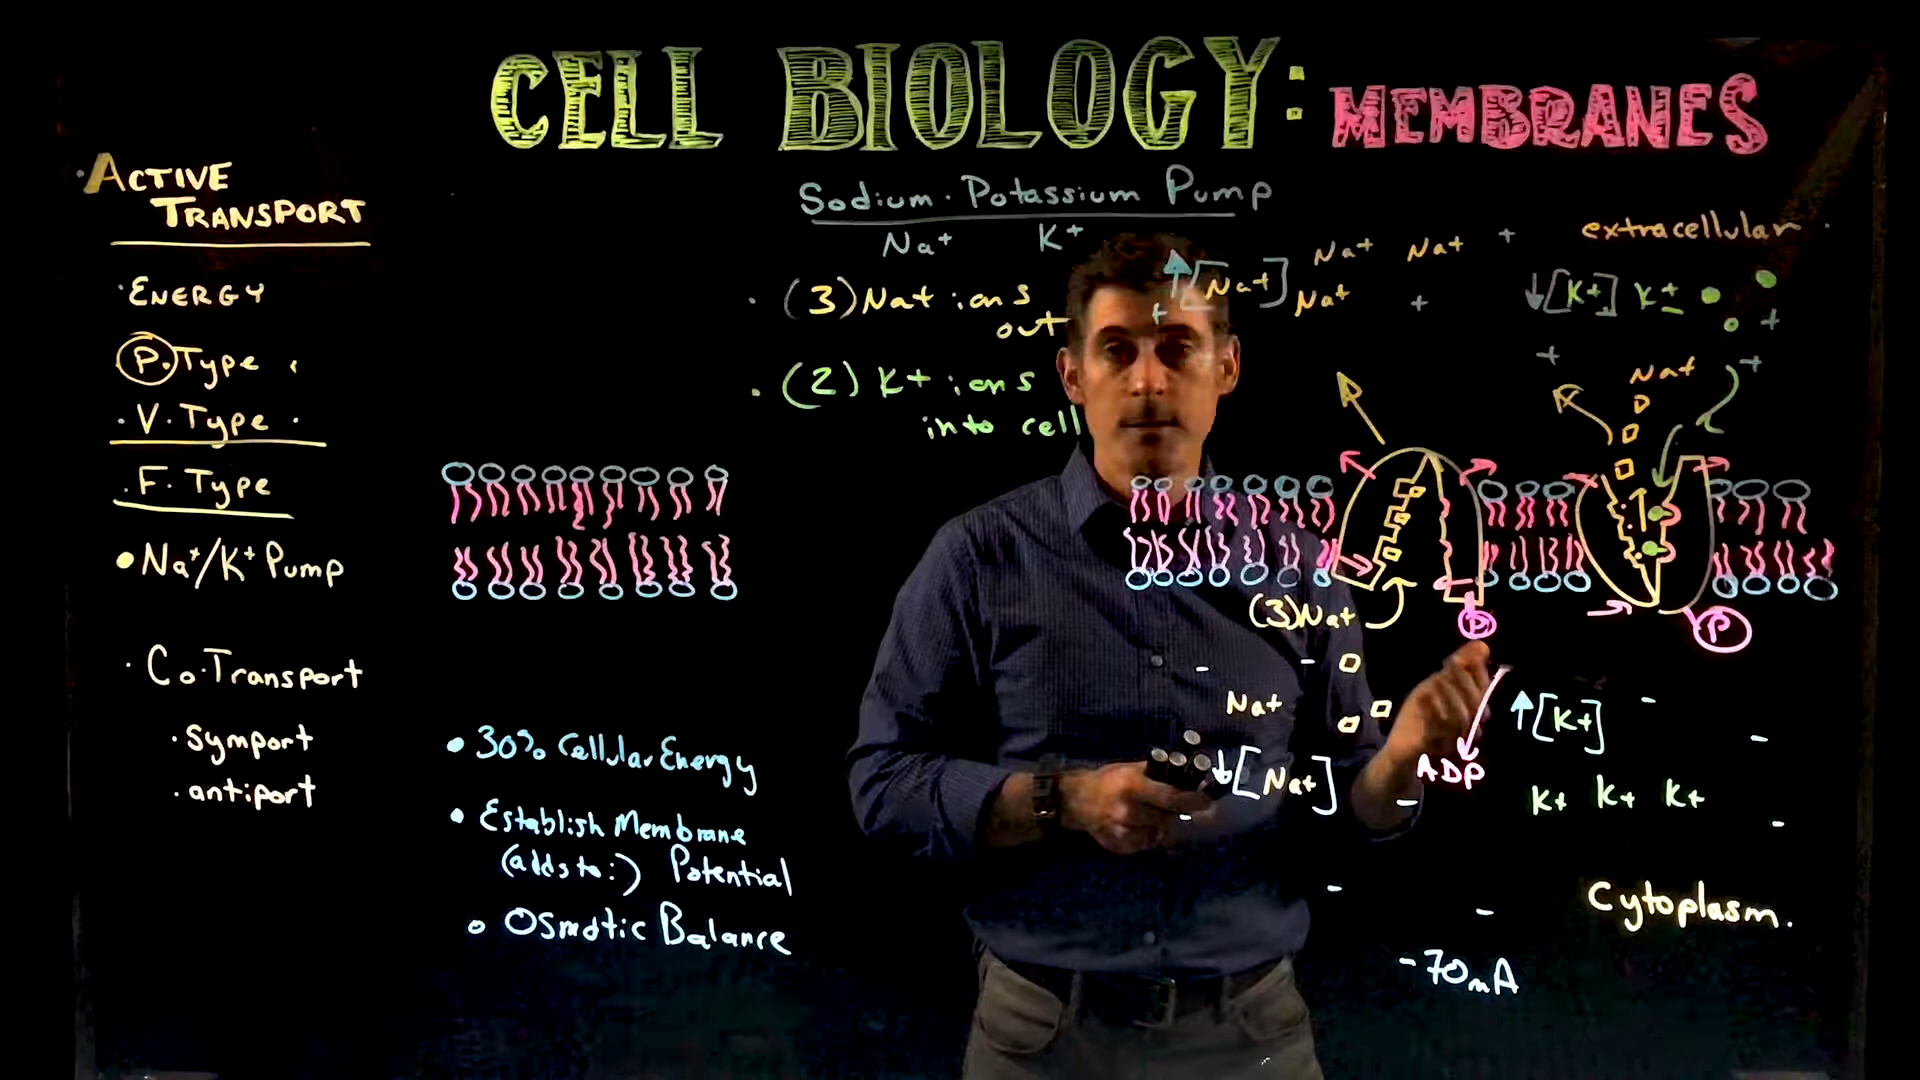 CELL BIOLOGY: MEMBRANES
ACTIVE
TRANSPORT
· ENERGY
P. Type
· V. Type ·
. F. Type
• Na+/K+ Pump
· Co.Transport
· symport
. antiport
Sodium · Potassium Pump
Na+ K+
· (3) Na+ ions
out
. (2) K+ ions
into cell
• 30% Cellular Energy
• Establish Membrane
(adds to:) Potential
o Osmotic Balance
extracellular
↑[Na+] Na+ Na+ +
Na+ +
+
↓[K+] K+
+
+ +
Na+
(3)Na+
P
P
- -
Na+
↓[Na+]
-
ADP
-
↑[K+] -
-
K+ K+ K+
-
-
-
Cytoplasm.
-70mA